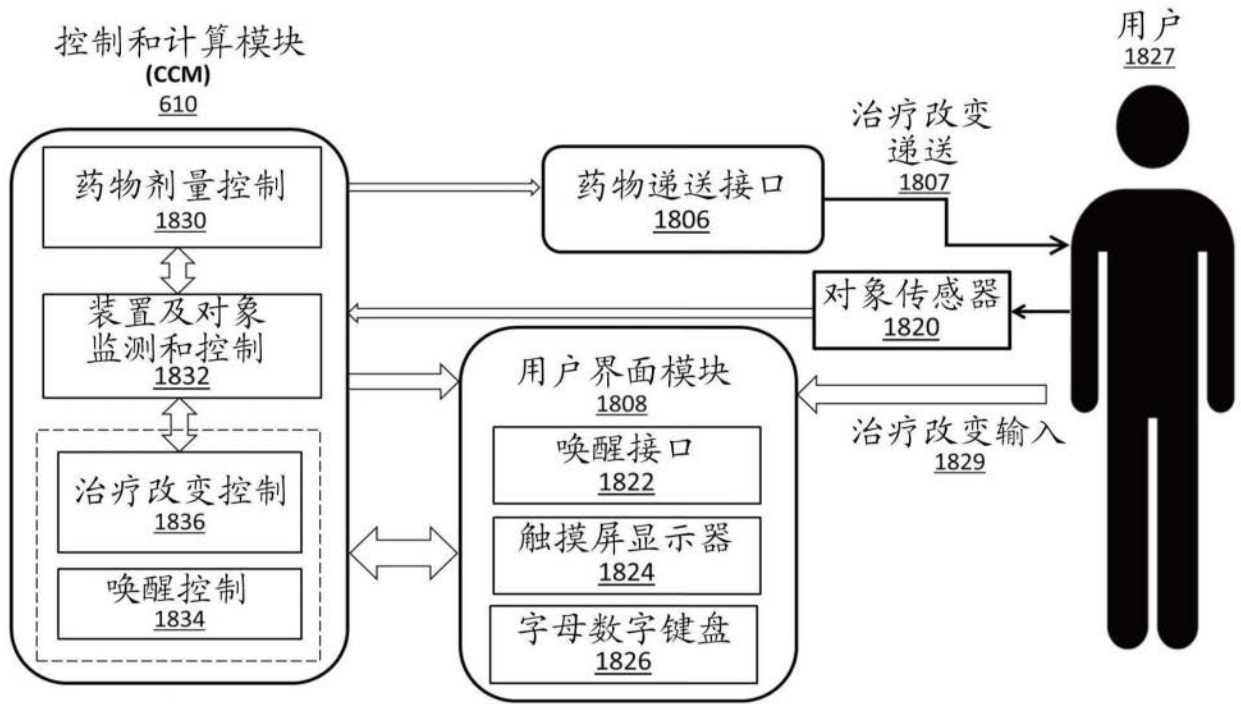 控制和计算模块
(CCM)
610
药物剂量控制
1830
装置及对象
监测和控制
1832
治疗改变控制
1836
唤醒控制
1834
药物递送接口
1806
治疗改变
递送
1807
用户
1827
对象传感器
1820
用户界面模块
1808
唤醒接口
1822
触摸屏显示器
1824
字母数字键盘
1826
治疗改变输入
1829